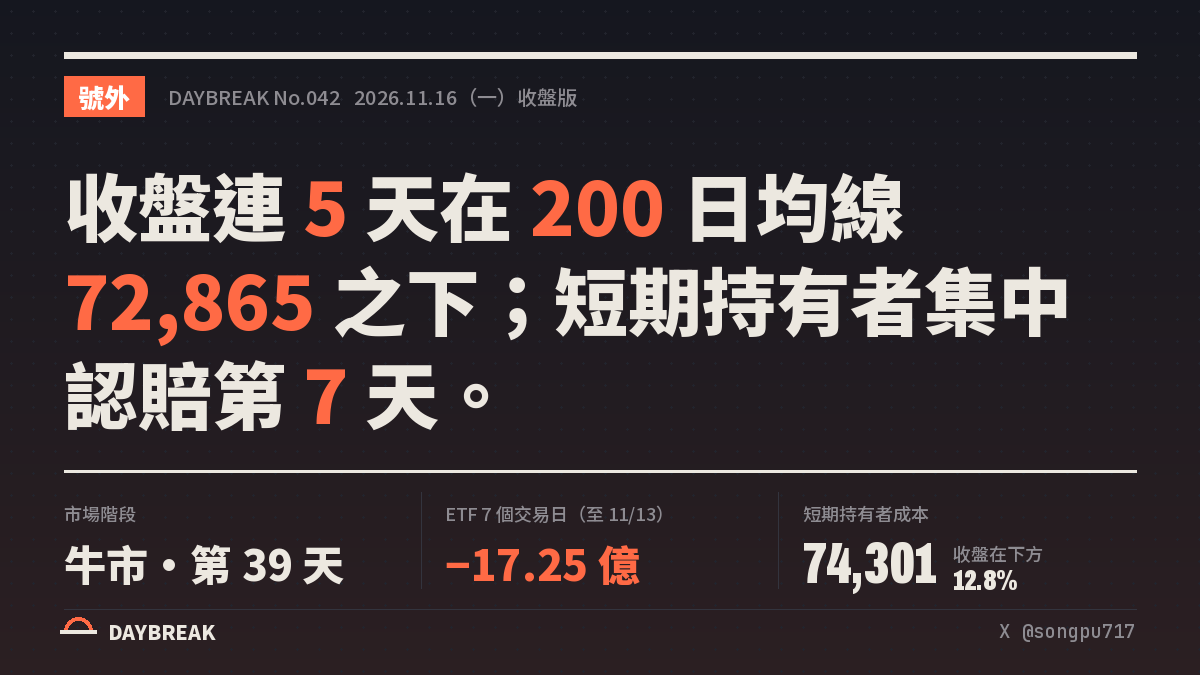 號外 DAYBREAK No.042 2026.11.16（一）收盤版
收盤連 5 天在 200 日均線
72,865 之下；短期持有者集中
認賠第 7 天。
市場階段
牛市・第 39 天
ETF 7 個交易日（至 11/13）
−17.25 億
短期持有者成本
74,301 收盤在下方
12.8%
DAYBREAK
X @songpu717